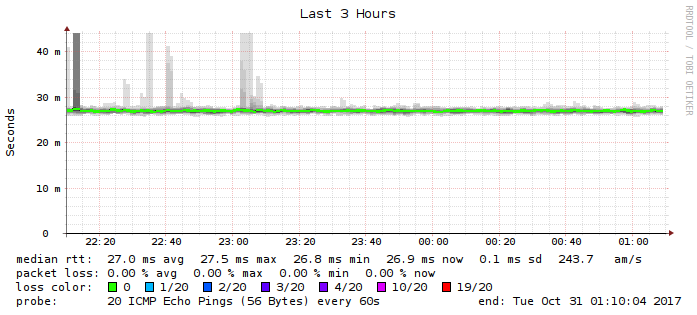 Last 3 Hours
RRDTOOL / TOBI OETIKER
Seconds
40 m
30 m
20 m
10 m
0
22:20 22:40 23:00 23:20 23:40 00:00 00:20 00:40 01:00
median rtt: 27.0 ms avg 27.5 ms max 26.8 ms min 26.9 ms now 0.1 ms sd 243.7 am/s
packet loss: 0.00 % avg 0.00 % max 0.00 % min 0.00 % now
loss color: 0 1/20 2/20 3/20 4/20 10/20 19/20
probe: 20 ICMP Echo Pings (56 Bytes) every 60s end: Tue Oct 31 01:10:04 2017